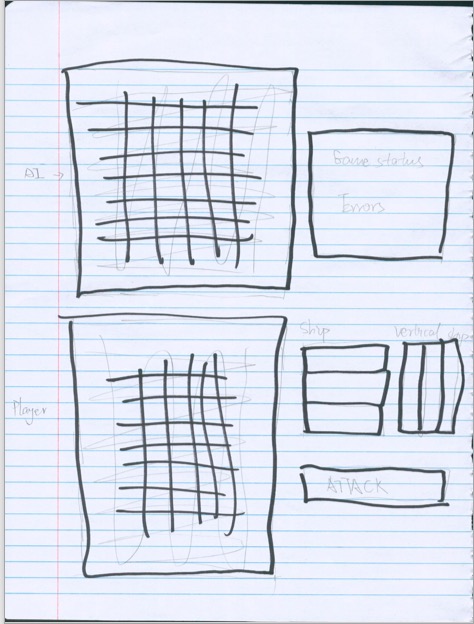 AI →
Game status
Errors
Ship
vertical
Player
ATTACK